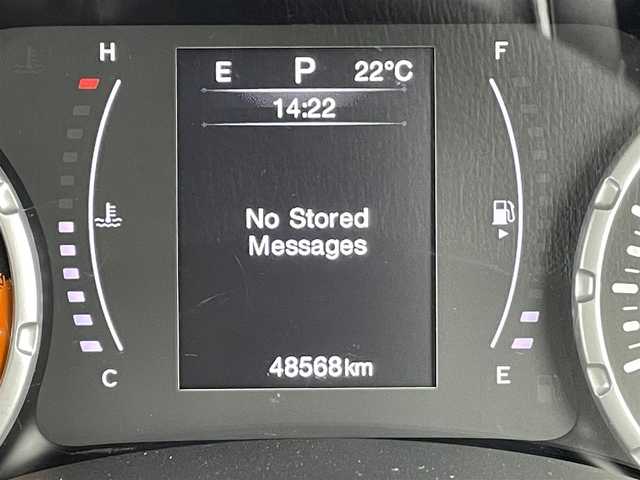 H
F
E P 22°C
14:22
No Stored
Messages
48568km
C
E